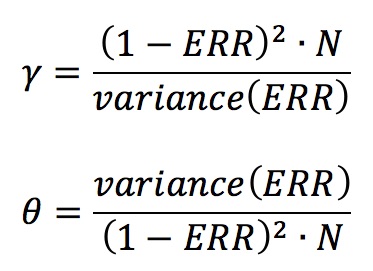 γ = (1 − ERR)² · N / variance(ERR)
θ = variance(ERR) / (1 − ERR)² · N